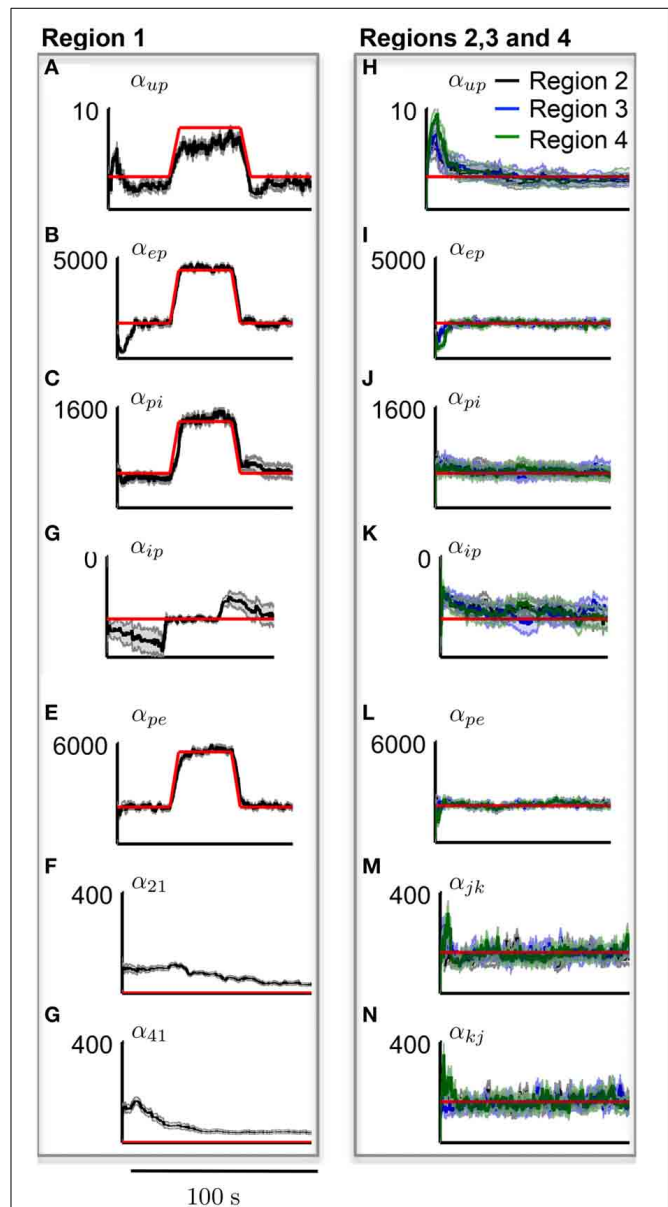 Region 1
A
α_up
10
B
α_ep
5000
C
α_pi
1600
G
α_ip
0
E
α_pe
6000
F
α_21
400
G
α_41
400
100 s
Regions 2,3 and 4
H
α_up
10
Region 2
Region 3
Region 4
I
α_ep
5000
J
α_pi
1600
K
α_ip
0
L
α_pe
6000
M
α_jk
400
N
α_kj
400